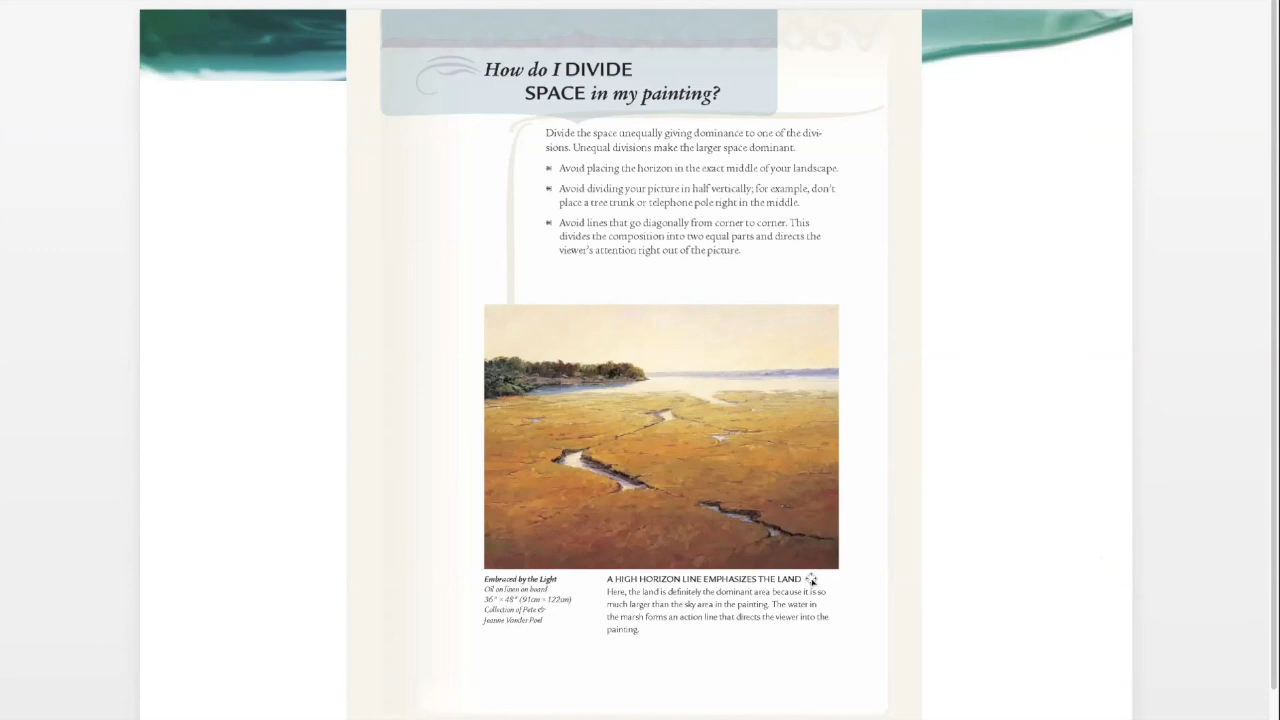 How do I DIVIDE
SPACE in my painting?
Divide the space unequally giving dominance to one of the divi-
sions. Unequal divisions make the larger space dominant.
Avoid placing the horizon in the exact middle of your landscape.
Avoid dividing your picture in half vertically; for example, don't
place a tree trunk or telephone pole right in the middle.
Avoid lines that go diagonally from corner to corner. This
divides the composition into two equal parts and directs the
viewer's attention right out of the picture.
Embraced by the Light
Oil on linen on board
36" × 48" (91cm × 122cm)
Collection of Pete &
Jeanne Vander Poel
A HIGH HORIZON LINE EMPHASIZES THE LAND
Here, the land is definitely the dominant area because it is so
much larger than the sky area in the painting. The water in
the marsh forms an action line that directs the viewer into the
painting.